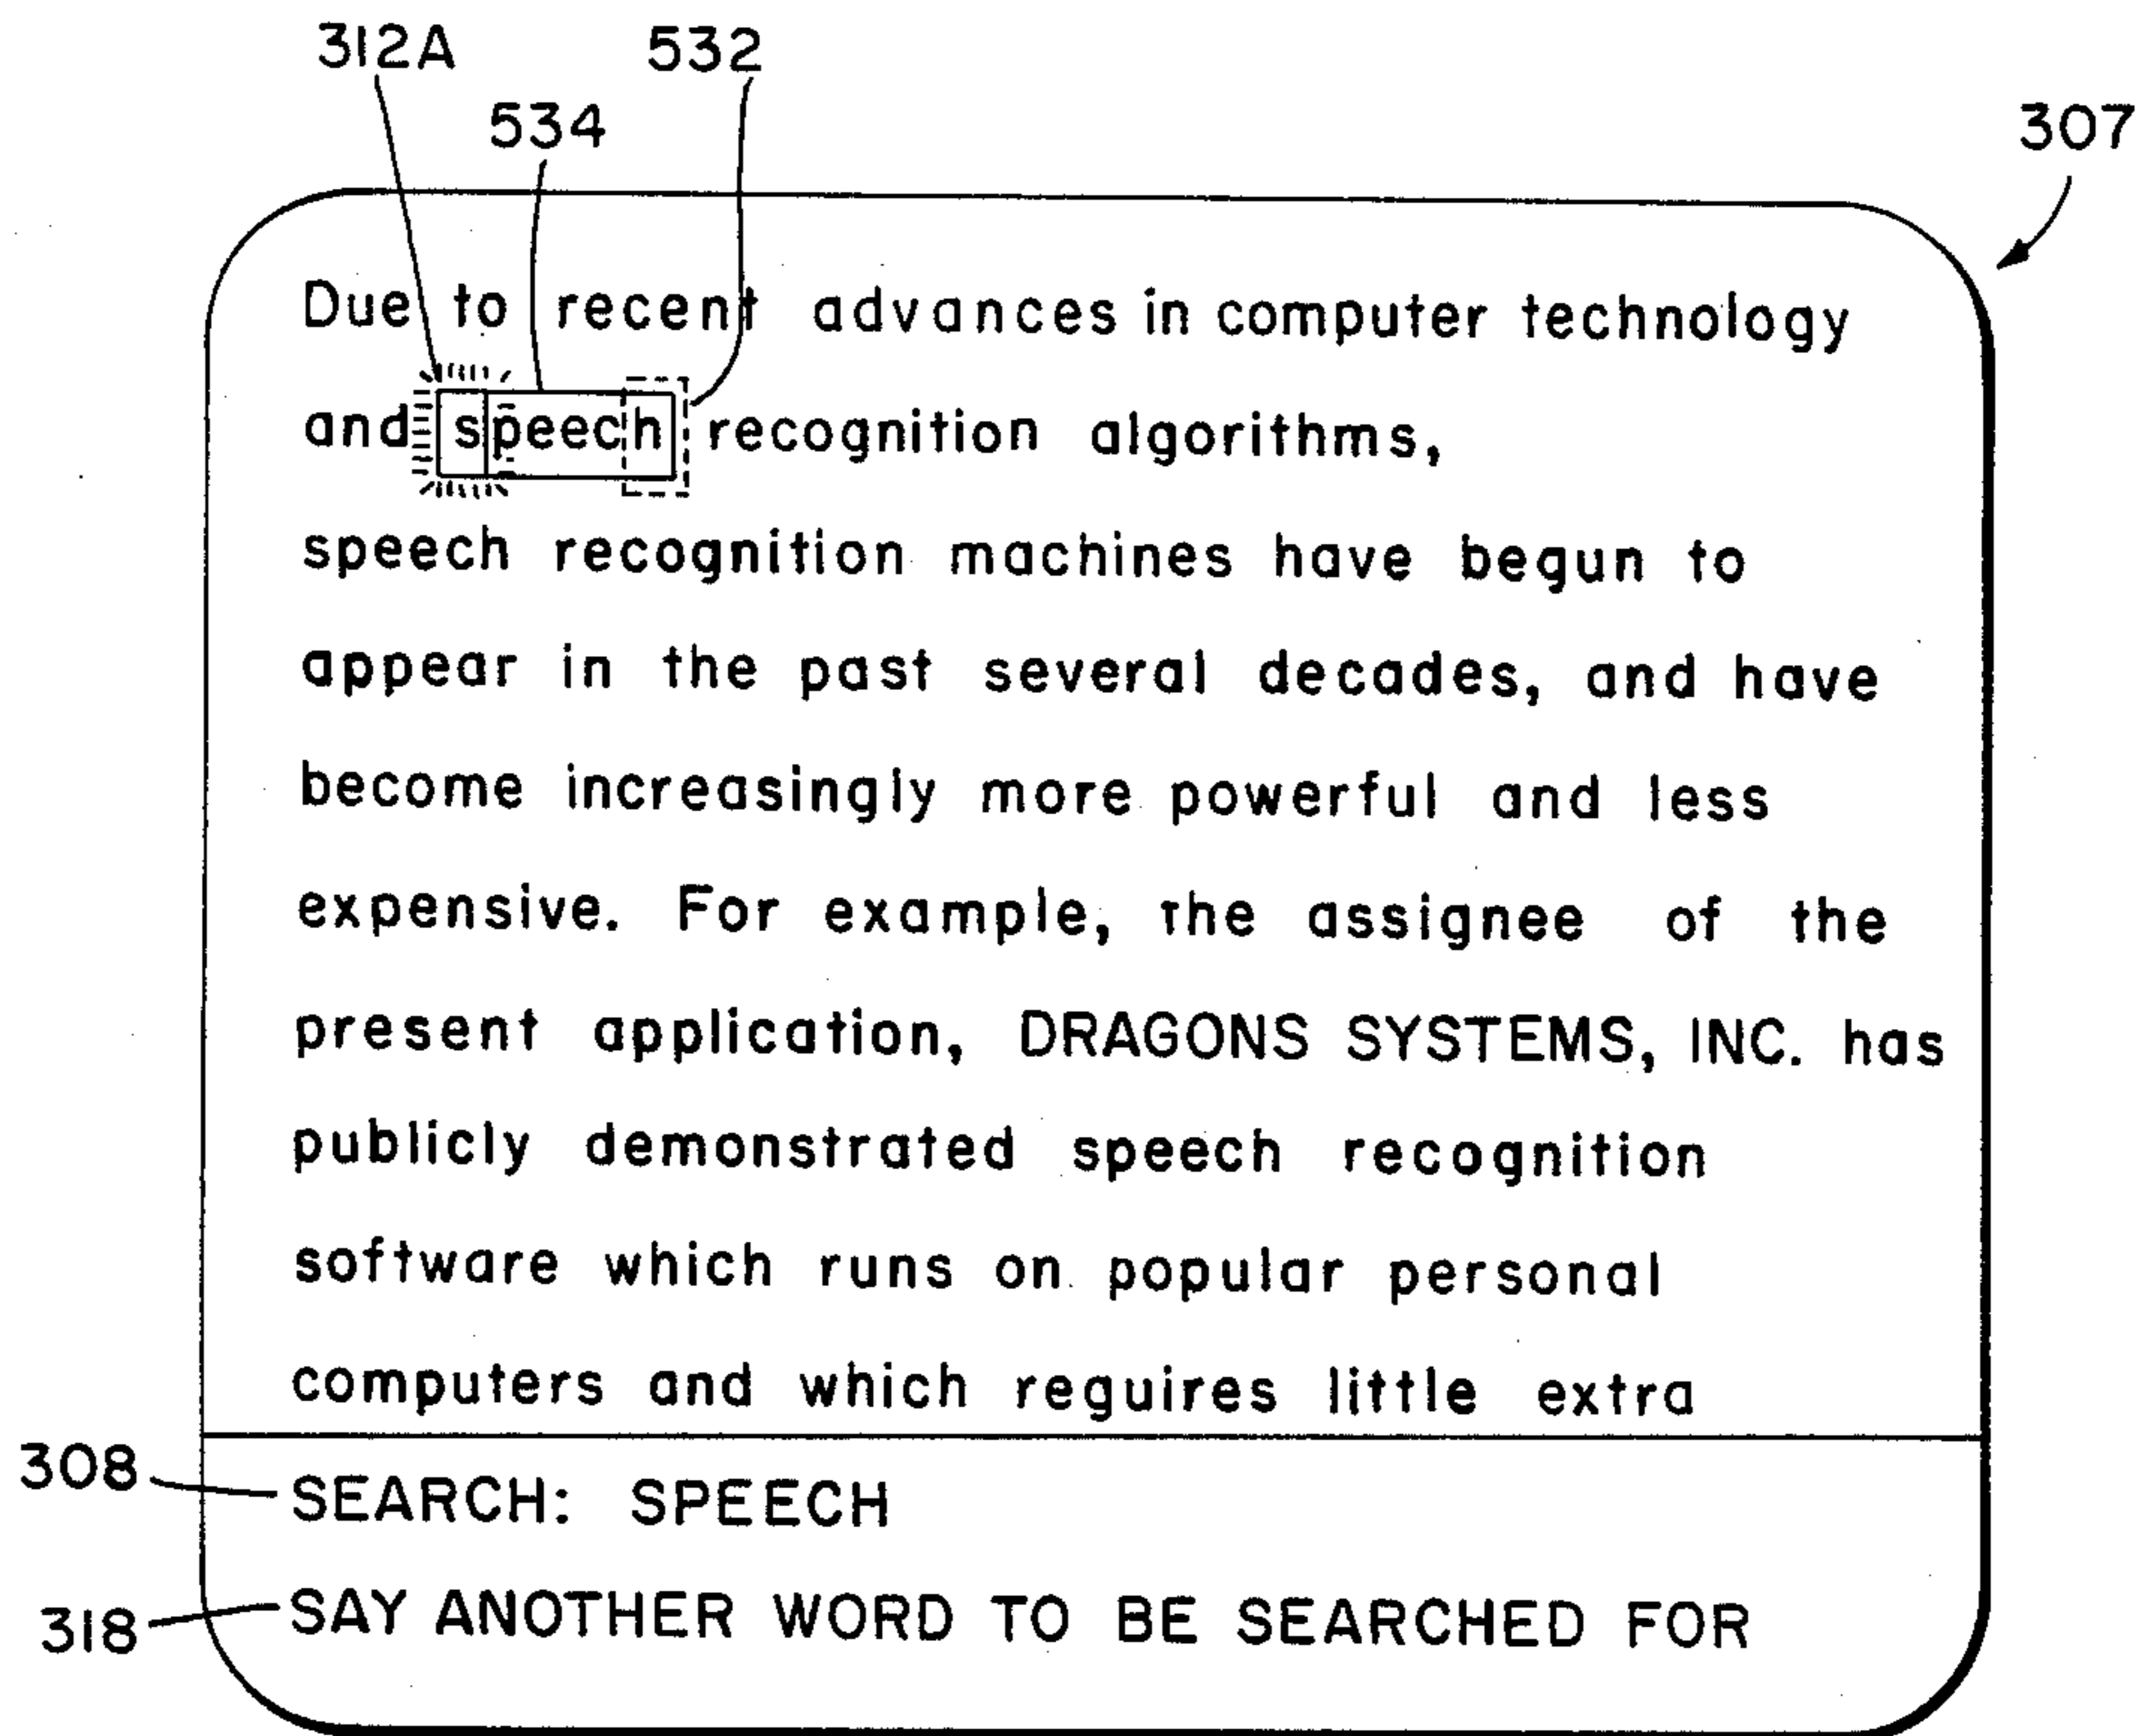 312A 532
534
307
Due to recent advances in computer technology
and speech recognition algorithms,
speech recognition machines have begun to
appear in the past several decades, and have
become increasingly more powerful and less
expensive. For example, the assignee of the
present application, DRAGONS SYSTEMS, INC. has
publicly demonstrated speech recognition
software which runs on popular personal
computers and which requires little extra
308 SEARCH: SPEECH
318 SAY ANOTHER WORD TO BE SEARCHED FOR